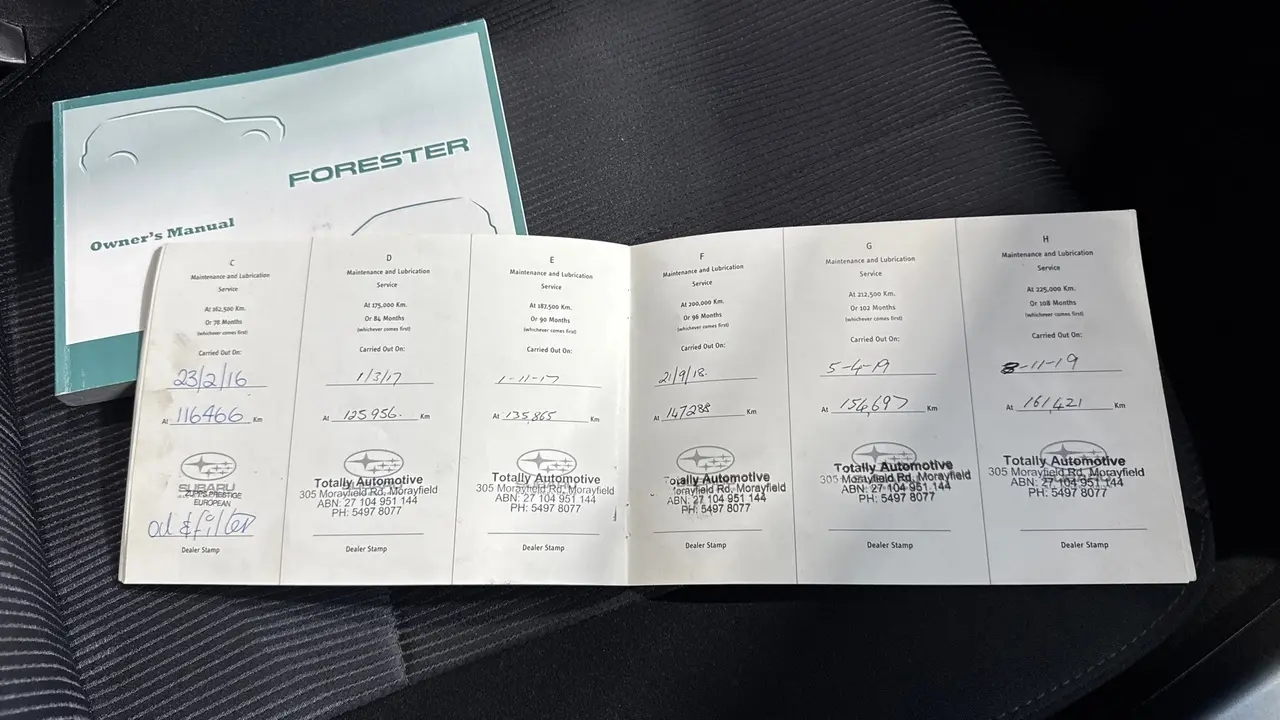 FORESTER
Owner's Manual
C
Maintenance and Lubrication
Service
At 162,500 Km.
Or 78 Months
(whichever comes first)
Carried Out On:
23/2/16
At 116466 Km
SUBARU
ZUPPS PRESTIGE
EUROPEAN
oil & filter
Dealer Stamp
D
Maintenance and Lubrication
Service
At 175,000 Km.
Or 84 Months
(whichever comes first)
Carried Out On:
1/3/17
At 125956. Km
Totally Automotive
305 Morayfield Rd, Morayfield
ABN: 27 104 951 144
PH: 5497 8077
Dealer Stamp
E
Maintenance and Lubrication
Service
At 187,500 Km.
Or 90 Months
(whichever comes first)
Carried Out On:
1-11-17
At 135,865 Km
Totally Automotive
305 Morayfield Rd, Morayfield
ABN: 27 104 951 144
PH: 5497 8077
Dealer Stamp
F
Maintenance and Lubrication
Service
At 200,000 Km.
Or 96 Months
(whichever comes first)
Carried Out On:
21/9/18.
At 147288 Km
Totally Automotive
Morayfield Rd, Morayfield
ABN: 27 104 951 144
PH: 5497 8077
Dealer Stamp
G
Maintenance and Lubrication
Service
At 212,500 Km.
Or 102 Months
(whichever comes first)
Carried Out On:
5-4-19
At 154,697 Km
Totally Automotive
305 Morayfield Rd, Morayfield
ABN: 27 104 951 144
PH: 5497 8077
Dealer Stamp
H
Maintenance and Lubrication
Service
At 225,000 Km.
Or 108 Months
(whichever comes first)
Carried Out On:
8-11-19
At 161,421 Km
Totally Automotive
305 Morayfield Rd, Morayfield
ABN: 27 104 951 144
PH: 5497 8077
Dealer Stamp